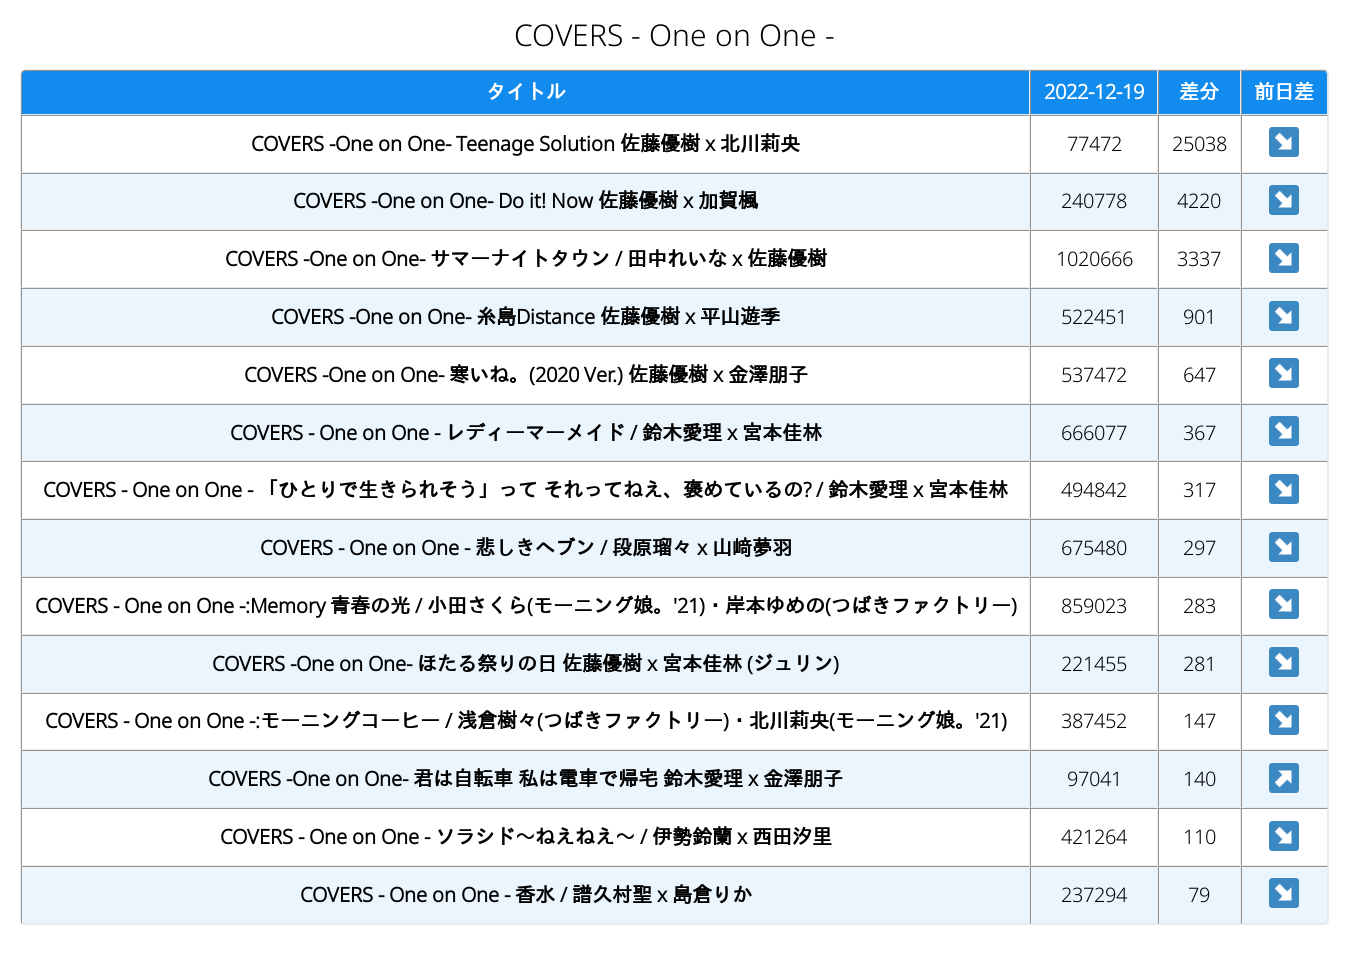 COVERS - One on One -
タイトル 2022-12-19 差分 前日差
COVERS -One on One- Teenage Solution 佐藤優樹 x 北川莉央 77472 25038 ↘
COVERS -One on One- Do it! Now 佐藤優樹 x 加賀楓 240778 4220 ↘
COVERS -One on One- サマーナイトタウン / 田中れいな x 佐藤優樹 1020666 3337 ↘
COVERS -One on One- 糸島Distance 佐藤優樹 x 平山遊季 522451 901 ↘
COVERS -One on One- 寒いね。(2020 Ver.) 佐藤優樹 x 金澤朋子 537472 647 ↘
COVERS - One on One - レディーマーメイド / 鈴木愛理 x 宮本佳林 666077 367 ↘
COVERS - One on One - 「ひとりで生きられそう」って それってねえ、褒めているの? / 鈴木愛理 x 宮本佳林 494842 317 ↘
COVERS - One on One - 悲しきヘブン / 段原瑠々 x 山﨑夢羽 675480 297 ↘
COVERS - One on One -:Memory 青春の光 / 小田さくら(モーニング娘。'21)・岸本ゆめの(つばきファクトリー) 859023 283 ↘
COVERS -One on One- ほたる祭りの日 佐藤優樹 x 宮本佳林 (ジュリン) 221455 281 ↘
COVERS - One on One -:モーニングコーヒー / 浅倉樹々(つばきファクトリー)・北川莉央(モーニング娘。'21) 387452 147 ↘
COVERS -One on One- 君は自転車 私は電車で帰宅 鈴木愛理 x 金澤朋子 97041 140 ↗
COVERS - One on One - ソラシド〜ねえねえ〜 / 伊勢鈴蘭 x 西田汐里 421264 110 ↘
COVERS - One on One - 香水 / 譜久村聖 x 島倉りか 237294 79 ↘